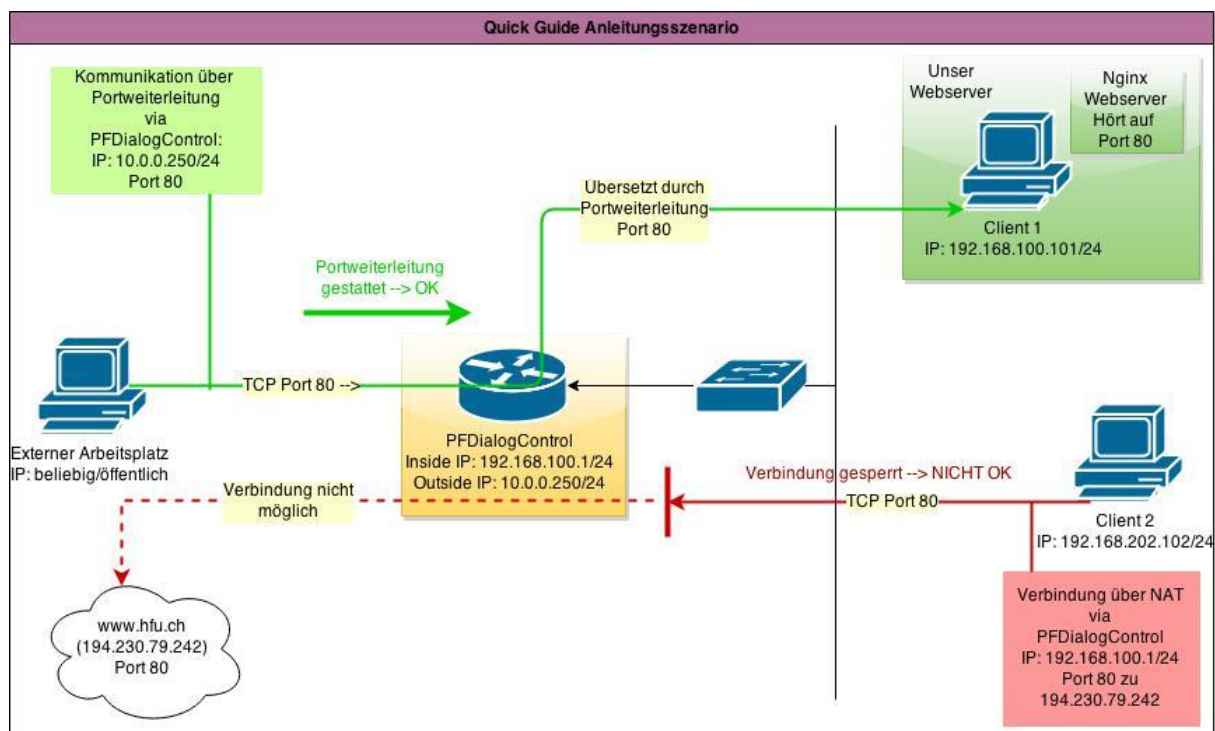 Quick Guide Anleitungsszenario
Kommunikation über
Portweiterleitung
via
PFDialogControl:
IP: 10.0.0.250/24
Port 80
Unser
Webserver
Nginx
Webserver
Hört auf
Port 80
Übersetzt durch
Portweiterleitung
Port 80
Client 1
IP: 192.168.100.101/24
Portweiterleitung
gestattet --> OK
TCP Port 80 -->
Externer Arbeitsplatz
IP: beliebig/öffentlich
PFDialogControl
Inside IP: 192.168.100.1/24
Outside IP: 10.0.0.250/24
Verbindung gesperrt --> NICHT OK
TCP Port 80
Verbindung nicht
möglich
Client 2
IP: 192.168.202.102/24
www.hfu.ch
(194.230.79.242)
Port 80
Verbindung über NAT
via
PFDialogControl
IP: 192.168.100.1/24
Port 80 zu
194.230.79.242